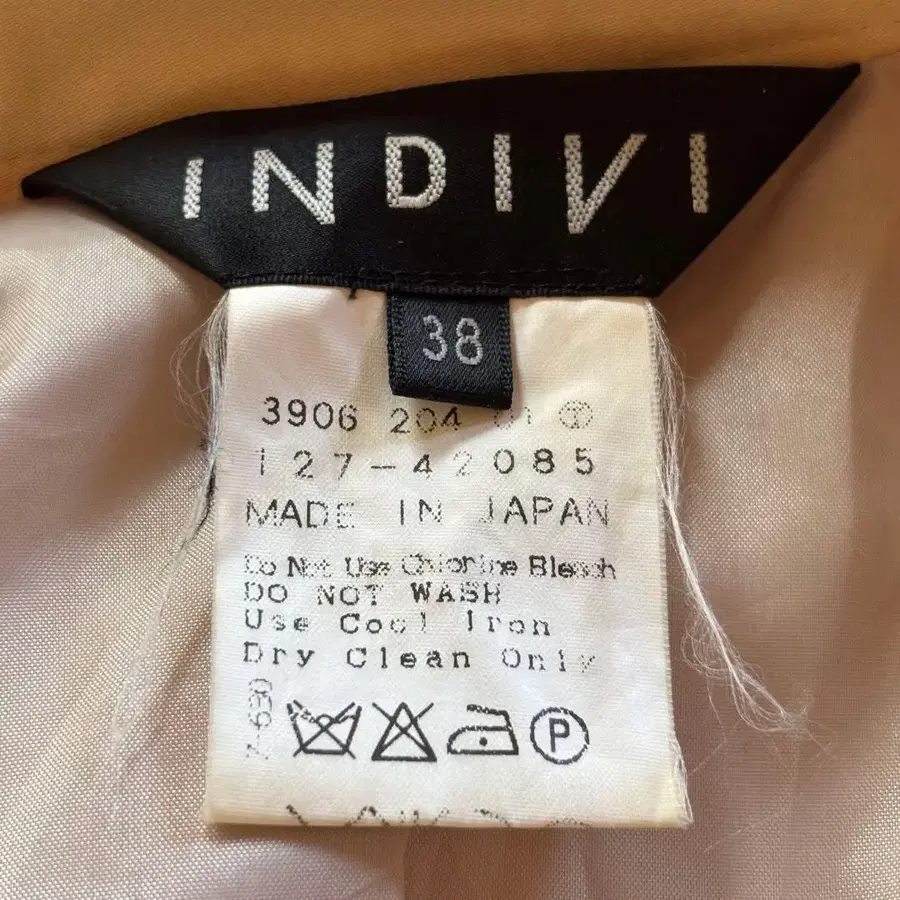 INDIVI
38
3906 204 01 Ⓣ
127-42085
MADE IN JAPAN
Do Not Use Chlorine Bleach
DO NOT WASH
Use Cool Iron
Dry Clean Only
P